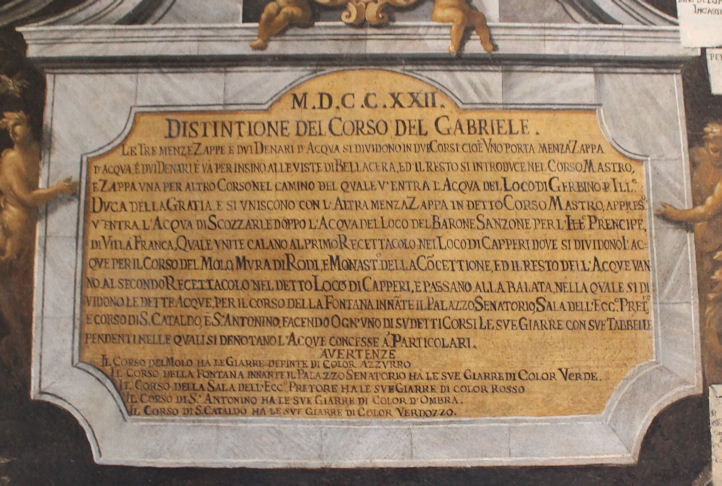 M.D.C.C.XXII.
DISTINTIONE DEL CORSO DEL GABRIELE.
LE TRE MENZE ZAPPE E DVI DENARI D'ACQVA SI DIVIDONO IN DVE CORSI CIOÈ VNO PORTA MENZA ZAPPA
D'ACQVA, E DVI DENARI E VÀ PER INSINO ALLE VISTE DI BELLACERA, ED IL RESTO SI INTRODVCE NEL CORSO MASTRO,
E ZAPPA VNA PER ALTRO CORSO NEL CAMINO DEL QVALE V'ENTRA L'ACQVA DEL LOCO DI GERBINO E ILL.
DVCA DELLA GRATIA E SI VNISCONO CON L'ALTRA MENZA ZAPPA IN DETTO CORSO MASTRO, APPRES
V'ENTRA L'ACQVA DI SCOZZARI E DOPPO L'ACQVA DEL LOCO DEL BARONE SANZONE PER L'ILL. PRENCIPE
DI VILLA FRANCA, QVALE VNITE CALANO AL PRIMO RECETTACOLO NEL LOCO DI CAPPERI DOVE SI DIVIDONO L'AC-
QVE PER IL CORSO DEL MOLO, MVRA DI RODI, E MONAST. DELLA CŌCETTIONE, ED IL RESTO DELL'ACQVE VAN
NO AL SECONDO RECETTACOLO NEL DETTO LOCO DI CAPPERI, E PASSANO ALLA BALATA, NELLA QVALE SI DI
VIDONO LE DETTE ACQVE, PER IL CORSO DELLA FONTANA INNĀTE IL PALAZZO SENATORIO, SALA DELL'ECC. PRET.
E CORSO DI S. CATALDO, E S. ANTONINO, FACENDO OGN'VNO DI SVDETTI CORSI LE SVE GIARRE CON SVE TABELLE
PENDENTI NELLE QVALI SI DENOTANO L'ACQVE CONCESSE A' PARTICOLARI.
AVERTENZE
IL CORSO DEL MOLO HA LE GIARRE DEPINTE DI COLOR AZZVRRO.
IL CORSO DELLA FONTANA INNANTE IL PALAZZO SENATORIO HA LE SVE GIARRE DI COLOR VERDE.
IL CORSO DELLA SALA DELL'ECC. PRETORE HA LE SVE GIARRE DI COLOR ROSSO
IL CORSO DI S. ANTONINO HA LE SVE GIARRE DI COLOR D'OMBRA.
IL CORSO DI S. CATALDO HA LE SVE GIARRE DI COLOR VERDOZZO.